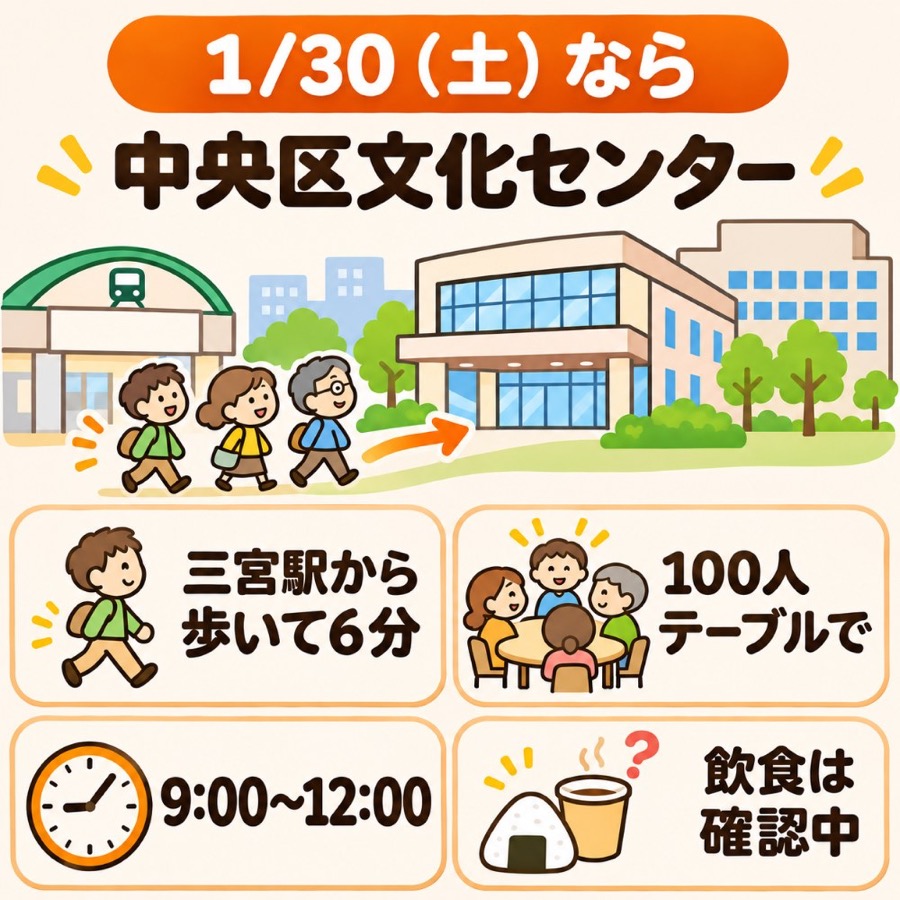 1/30（土）なら
中央区文化センター
三宮駅から
歩いて6分
100人
テーブルで
9:00~12:00
飲食は
確認中
?